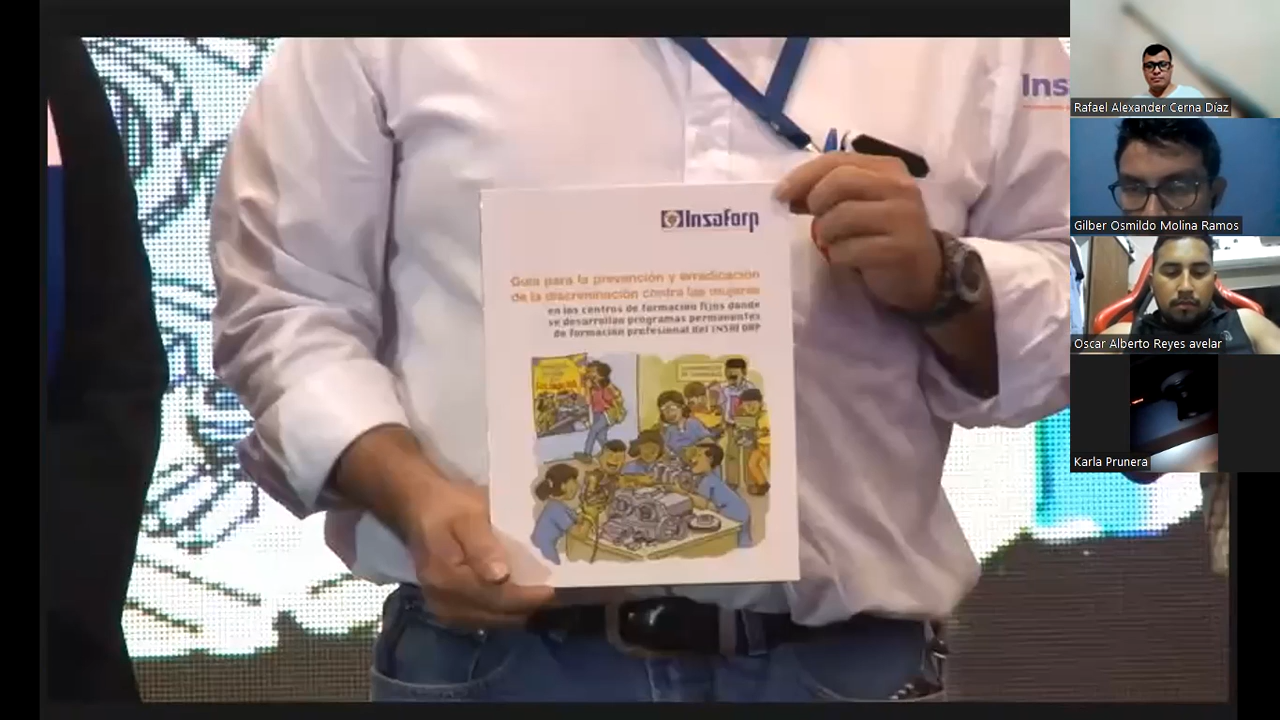 Insaforp
Guía para la prevención y erradicación
de la discriminación contra las mujeres
en los centros de formación fijos donde
se desarrollan programas permanentes
de formación profesional del INSAFORP
Ins
Rafael Alexander Cerna Díaz
Gilber Osmildo Molina Ramos
Oscar Alberto Reyes avelar
Karla Prunera